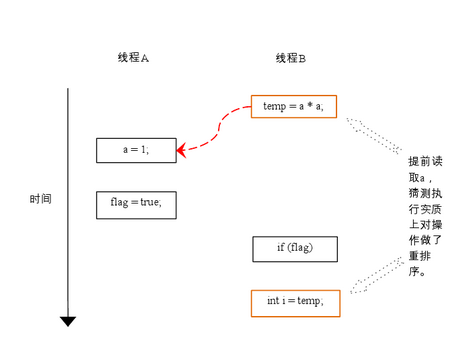 线程A
线程B
temp = a * a;
a = 1;
时间
flag = true;
if (flag)
int i = temp;
提前读
取a，
猜测执
行实质
上对操
作做了
重排
序。